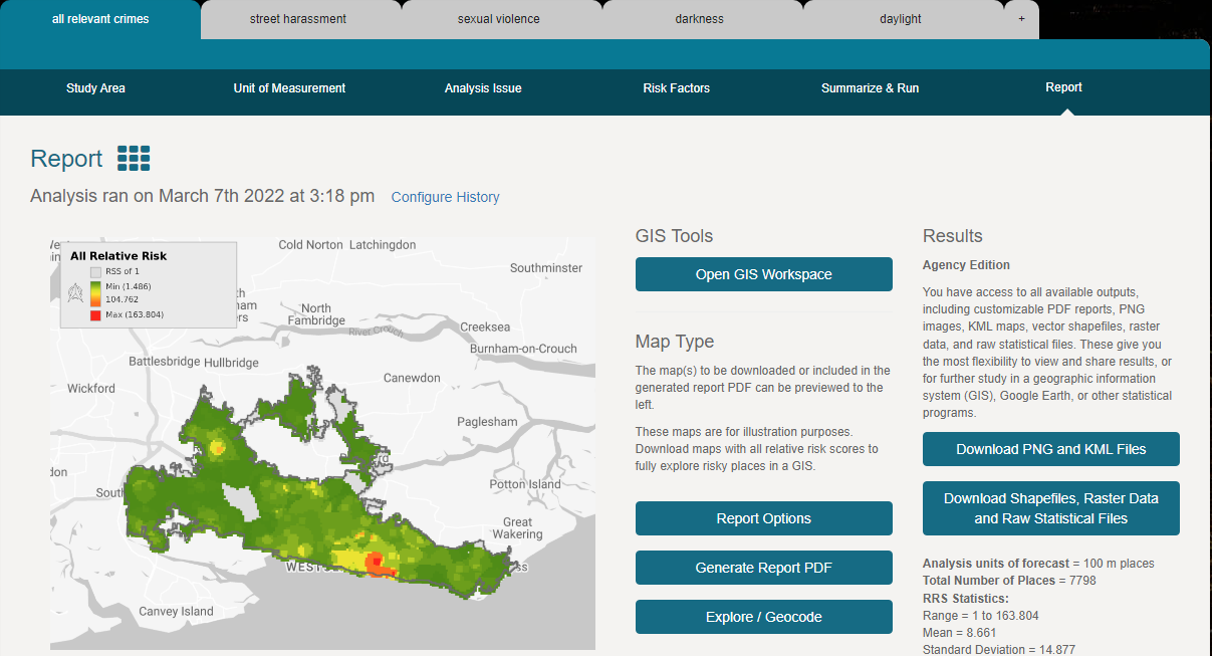 all relevant crimes
street harassment
sexual violence
darkness
daylight
+
Study Area
Unit of Measurement
Analysis Issue
Risk Factors
Summarize & Run
Report
Report
Analysis ran on March 7th 2022 at 3:18 pm
Configure History
All Relative Risk
RSS of 1
Min (1.486)
104.762
Max (163.804)
Cold Norton
Latchingdon
Southminster
North
Fambridge
River Crouch
Creeksea
Burnham-on-Crouch
Battlesbridge
Hullbridge
Canewdon
Wickford
Paglesham
Potton Island
Great
Wakering
Canvey Island
GIS Tools
Open GIS Workspace
Map Type
The map(s) to be downloaded or included in the
generated report PDF can be previewed to the
left.
These maps are for illustration purposes.
Download maps with all relative risk scores to
fully explore risky places in a GIS.
Report Options
Generate Report PDF
Explore / Geocode
Results
Agency Edition
You have access to all available outputs,
including customizable PDF reports, PNG
images, KML maps, vector shapefiles, raster
data, and raw statistical files. These give you
the most flexibility to view and share results, or
for further study in a geographic information
system (GIS), Google Earth, or other statistical
programs.
Download PNG and KML Files
Download Shapefiles, Raster Data
and Raw Statistical Files
Analysis units of forecast = 100 m places
Total Number of Places = 7798
RRS Statistics:
Range = 1 to 163.804
Mean = 8.661
Standard Deviation = 14.877